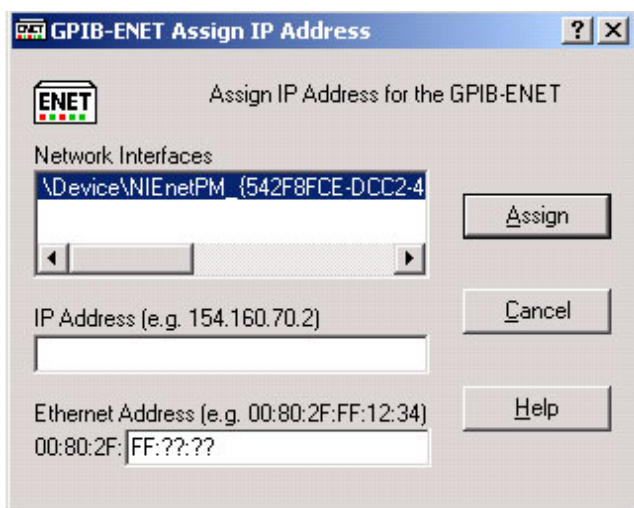 GPIB-ENET Assign IP Address
ENET
Assign IP Address for the GPIB-ENET
Network Interfaces
\Device\NIEnetPM_{542F8FCE-DCC2-4
Assign
IP Address (e.g. 154.160.70.2)
Cancel
Ethernet Address (e.g. 00:80:2F:FF:12:34)
Help
00:80:2F: FF:??:??